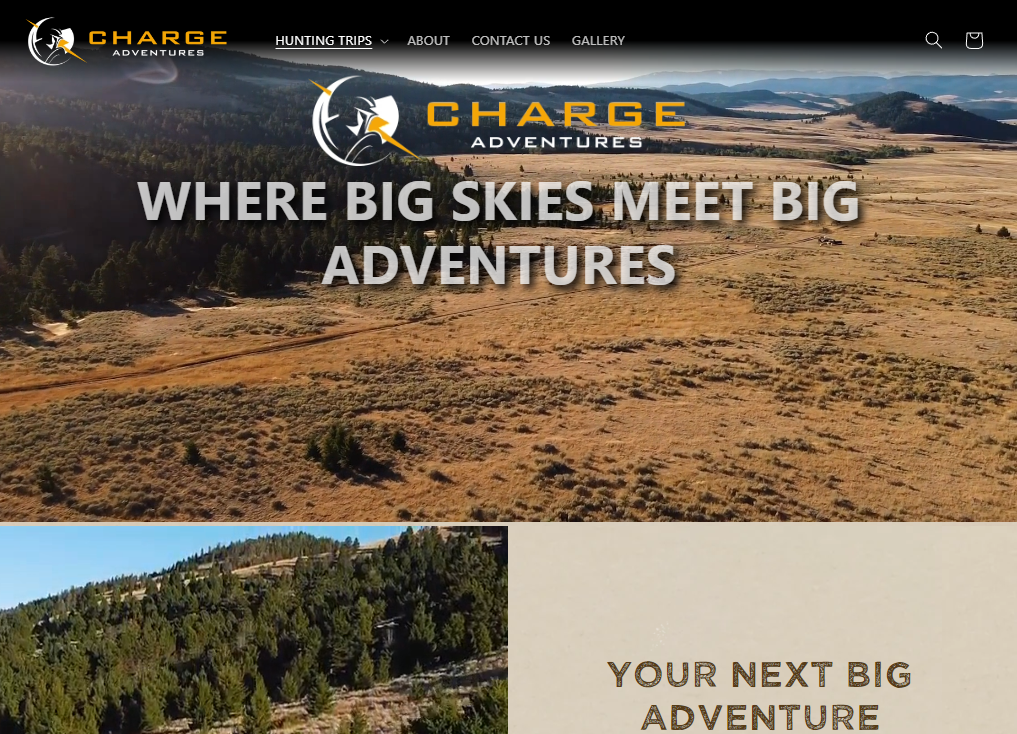 CHARGE
ADVENTURES
HUNTING TRIPS
ABOUT
CONTACT US
GALLERY
CHARGE
ADVENTURES
WHERE BIG SKIES MEET BIG
ADVENTURES
YOUR NEXT BIG
ADVENTURE